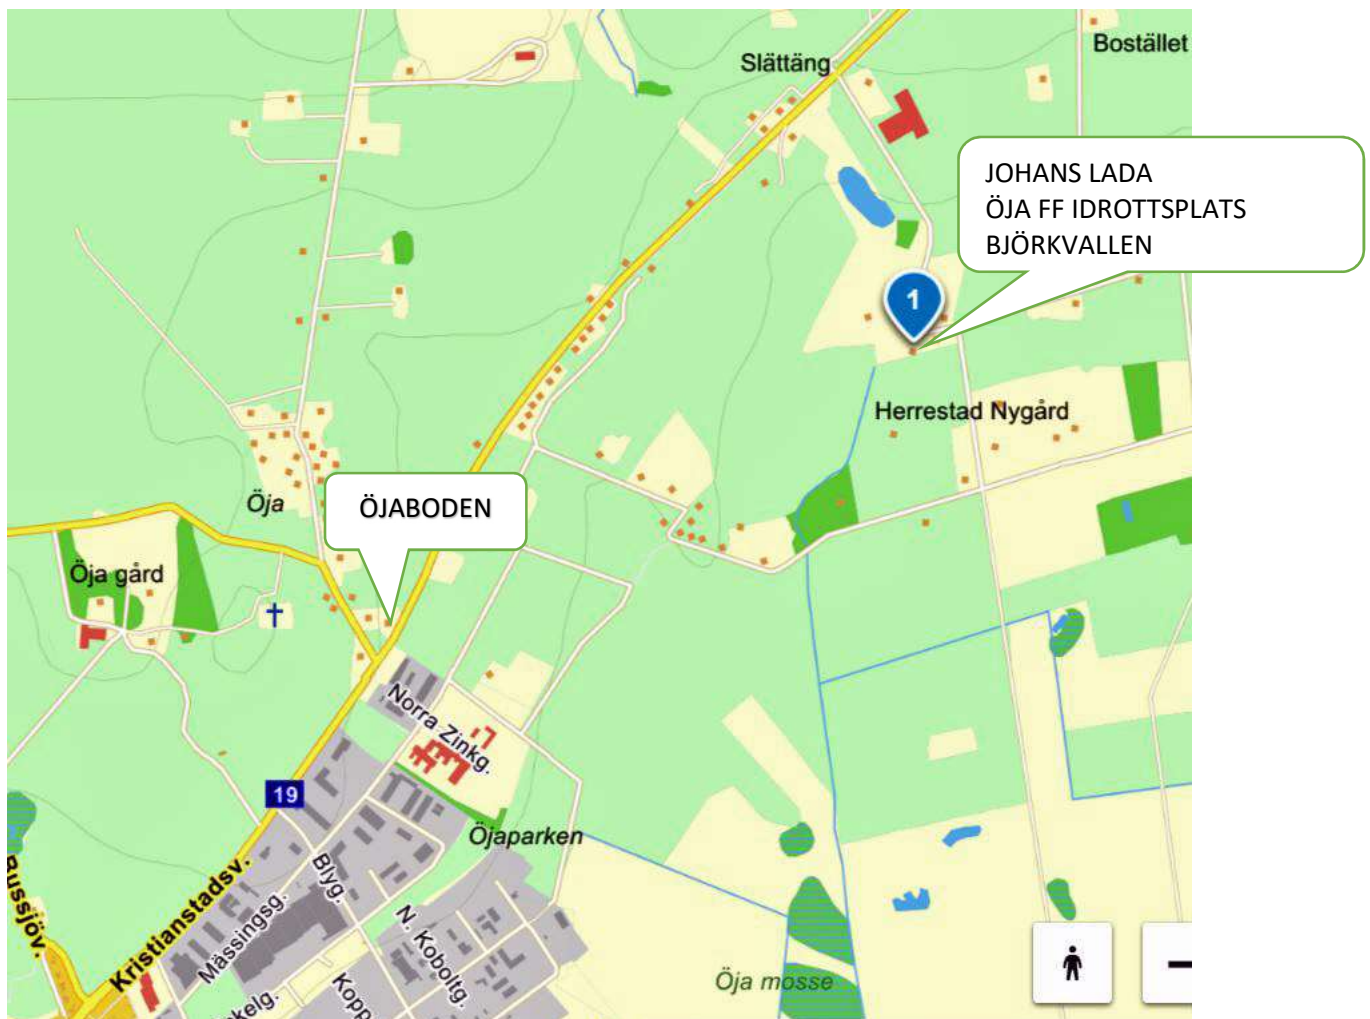 Slättäng
Bostället
JOHANS LADA
ÖJA FF IDROTTSPLATS
BJÖRKVALLEN
1
Herrestad Nygård
Öja
ÖJABODEN
Öja gård
Norra Zinkg.
19
Öjaparken
Bussjöv.
Kristianstadsv.
Blyg.
Mässingsg.
N. Koboltg.
Öja mosse